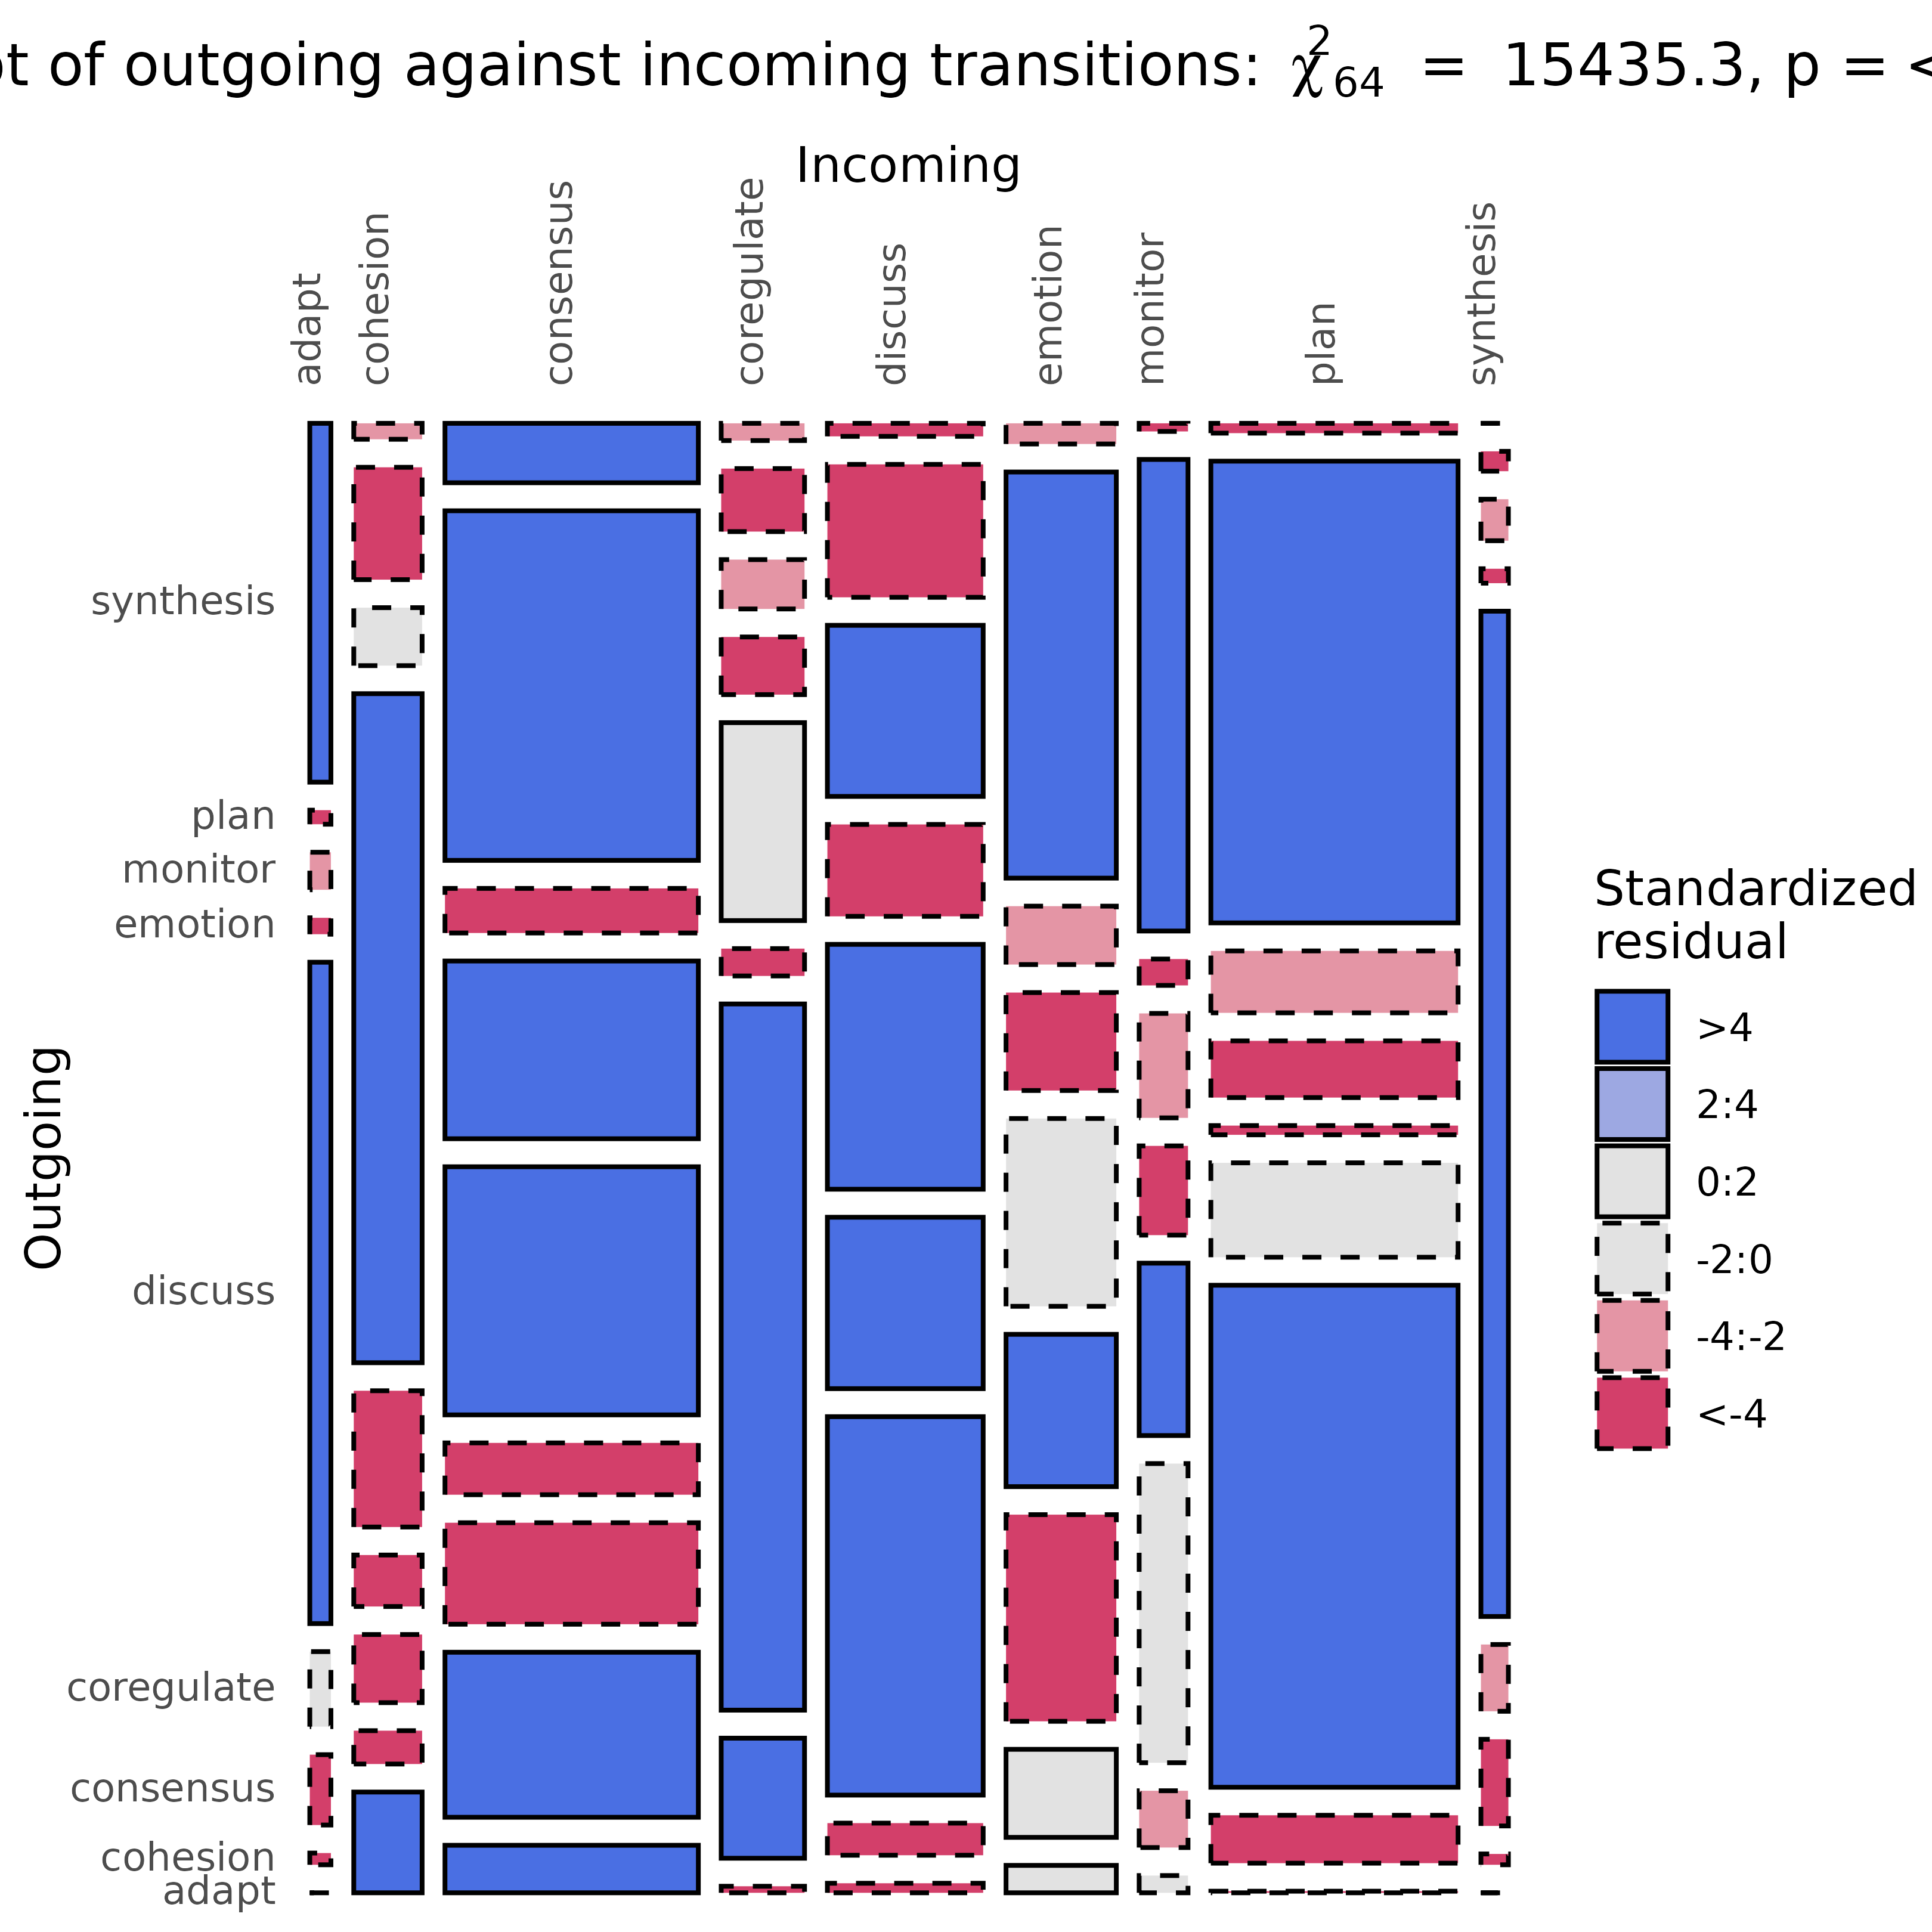 of outgoing against incoming transitions: χ²₆₄ = 15435.3, p = <
Incoming
adapt
cohesion
consensus
coregulate
discuss
emotion
monitor
plan
synthesis
synthesis
plan
monitor
emotion
discuss
coregulate
consensus
cohesion
adapt
Outgoing
Standardized
residual
>4
2:4
0:2
-2:0
-4:-2
<-4